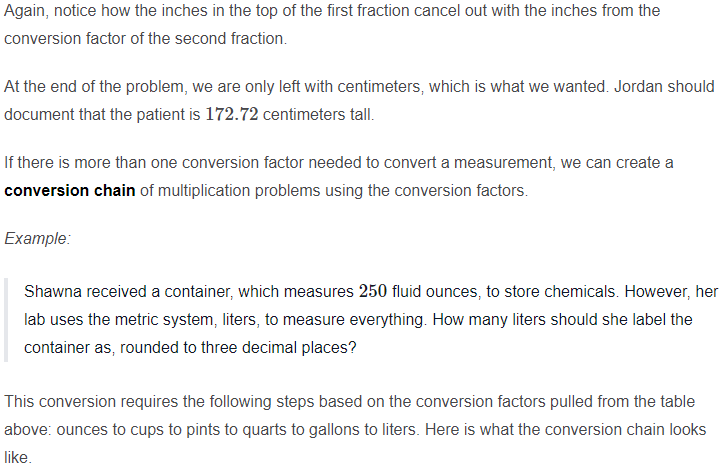 Again, notice how the inches in the top of the first fraction cancel out with the inches from the
conversion factor of the second fraction.
At the end of the problem, we are only left with centimeters, which is what we wanted. Jordan should
document that the patient is 172.72 centimeters tall.
If there is more than one conversion factor needed to convert a measurement, we can create a
conversion chain of multiplication problems using the conversion factors.
Example:
Shawna received a container, which measures 250 fluid ounces, to store chemicals. However, her
lab uses the metric system, liters, to measure everything. How many liters should she label the
container as, rounded to three decimal places?
This conversion requires the following steps based on the conversion factors pulled from the table
above: ounces to cups to pints to quarts to gallons to liters. Here is what the conversion chain looks
like.